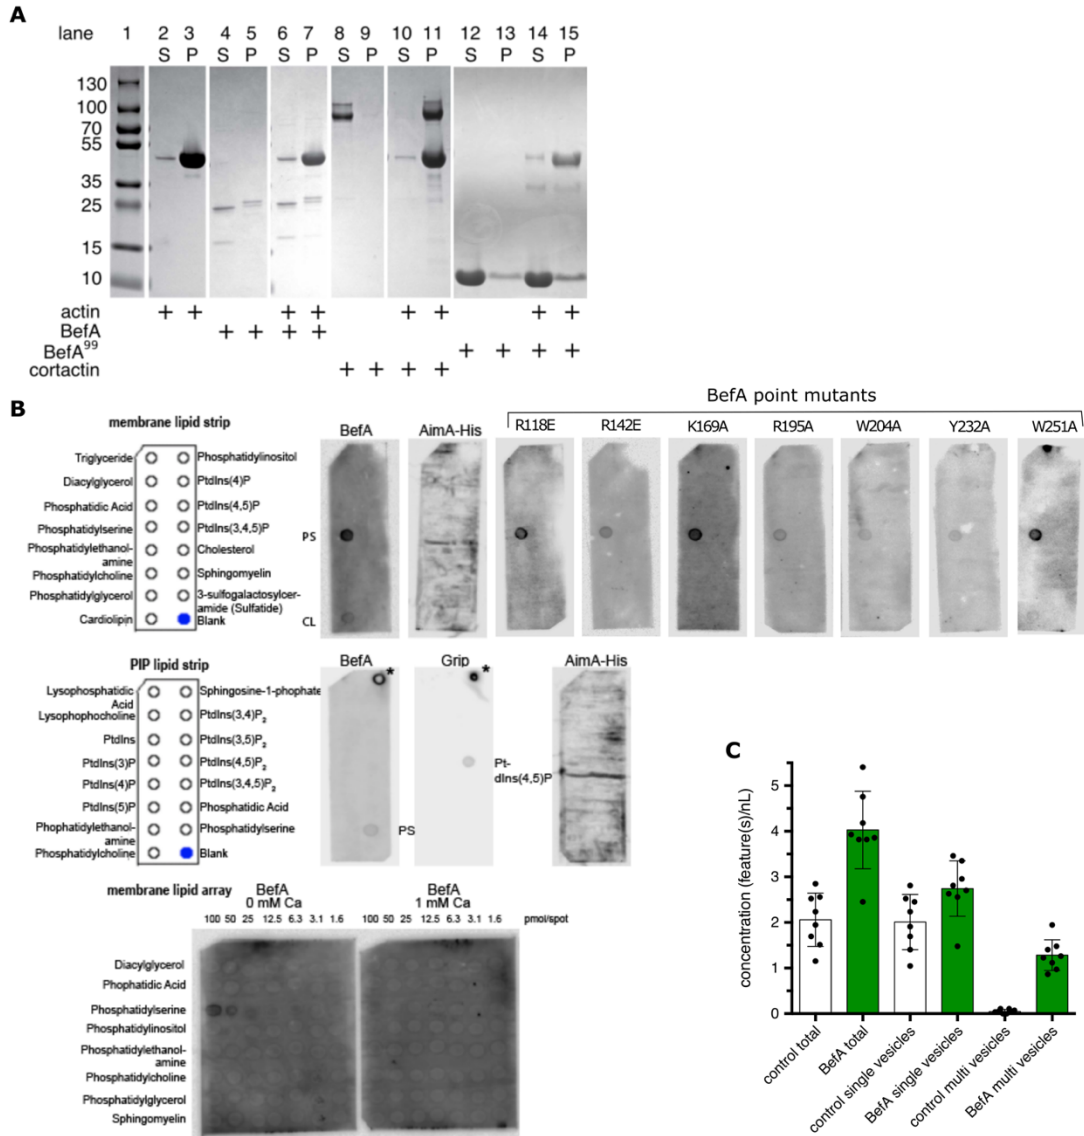 A
lane 1 2 3 4 5 6 7 8 9 10 11 12 13 14 15
S P S P S P S P S P S P S P
130
100
70
55
35
25
15
10
actin + + + + + + + +
BefA + + + +
BefA99 + + + +
cortactin + + + +
B
BefA point mutants
membrane lipid strip
BefA AimA-His R118E R142E K169A R195A W204A Y232A W251A
Triglyceride Phosphatidylinositol
Diacylglycerol PtdIns(4)P
Phosphatidic Acid PtdIns(4,5)P
Phosphatidylserine PtdIns(3,4,5)P
PS
Phosphatidylethanol-
amine
Cholesterol
Phosphatidylcholine Sphingomyelin
Phosphatidylglycerol 3-sulfogalactosylcer-
amide (Sulfatide)
Cardiolipin Blank
CL
PIP lipid strip
BefA Grip AimA-His
* *
Lysophosphatidic
Acid
Sphingosine-1-phophate
Lysophophocholine PtdIns(3,4)P2
PtdIns PtdIns(3,5)P2
PtdIns(3)P PtdIns(4,5)P2
Pt-
dIns(4,5)P
PtdIns(4)P PtdIns(3,4,5)P2
PtdIns(5)P Phosphatidic Acid
Phophatidylethanol-
amine
Phosphatidylserine
PS
Phosphatidylcholine Blank
membrane lipid array
BefA
0 mM Ca
BefA
1 mM Ca
100 50 25 12.5 6.3 3.1 1.6 100 50 25 12.5 6.3 3.1 1.6 pmol/spot
Diacylglycerol
Phophatidic Acid
Phosphatidylserine
Phosphatidylinositol
Phosphatidylethanol-
amine
Phosphatidylcholine
Phosphatidylglycerol
Sphingomyelin
C
concentration (feature(s)/nL)
5
4
3
2
1
0
control total
BefA total
control single vesicles
BefA single vesicles
control multi vesicles
BefA multi vesicles